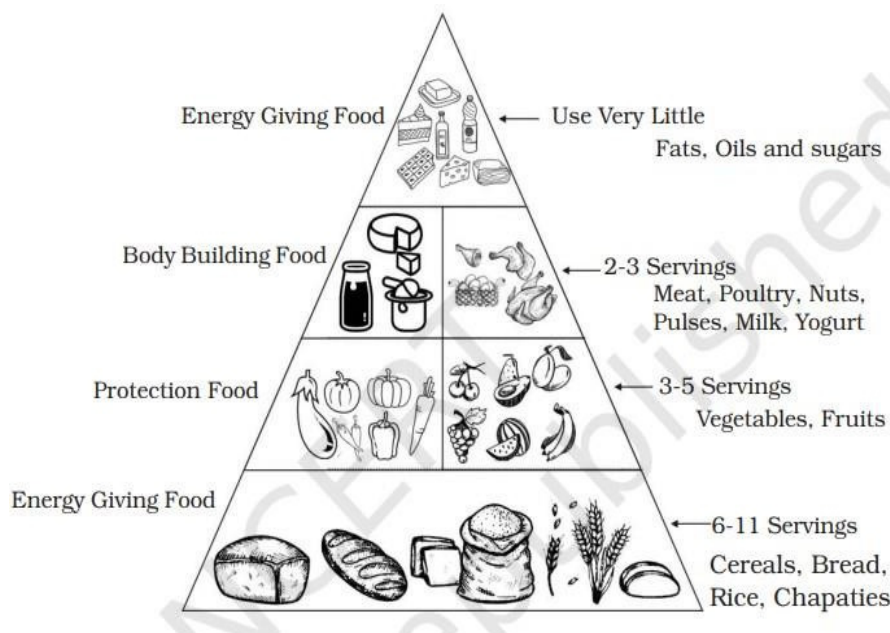 Energy Giving Food
Use Very Little
Fats, Oils and sugars
Body Building Food
2-3 Servings
Meat, Poultry, Nuts,
Pulses, Milk, Yogurt
Protection Food
3-5 Servings
Vegetables, Fruits
Energy Giving Food
6-11 Servings
Cereals, Bread,
Rice, Chapaties
NCERT
republished